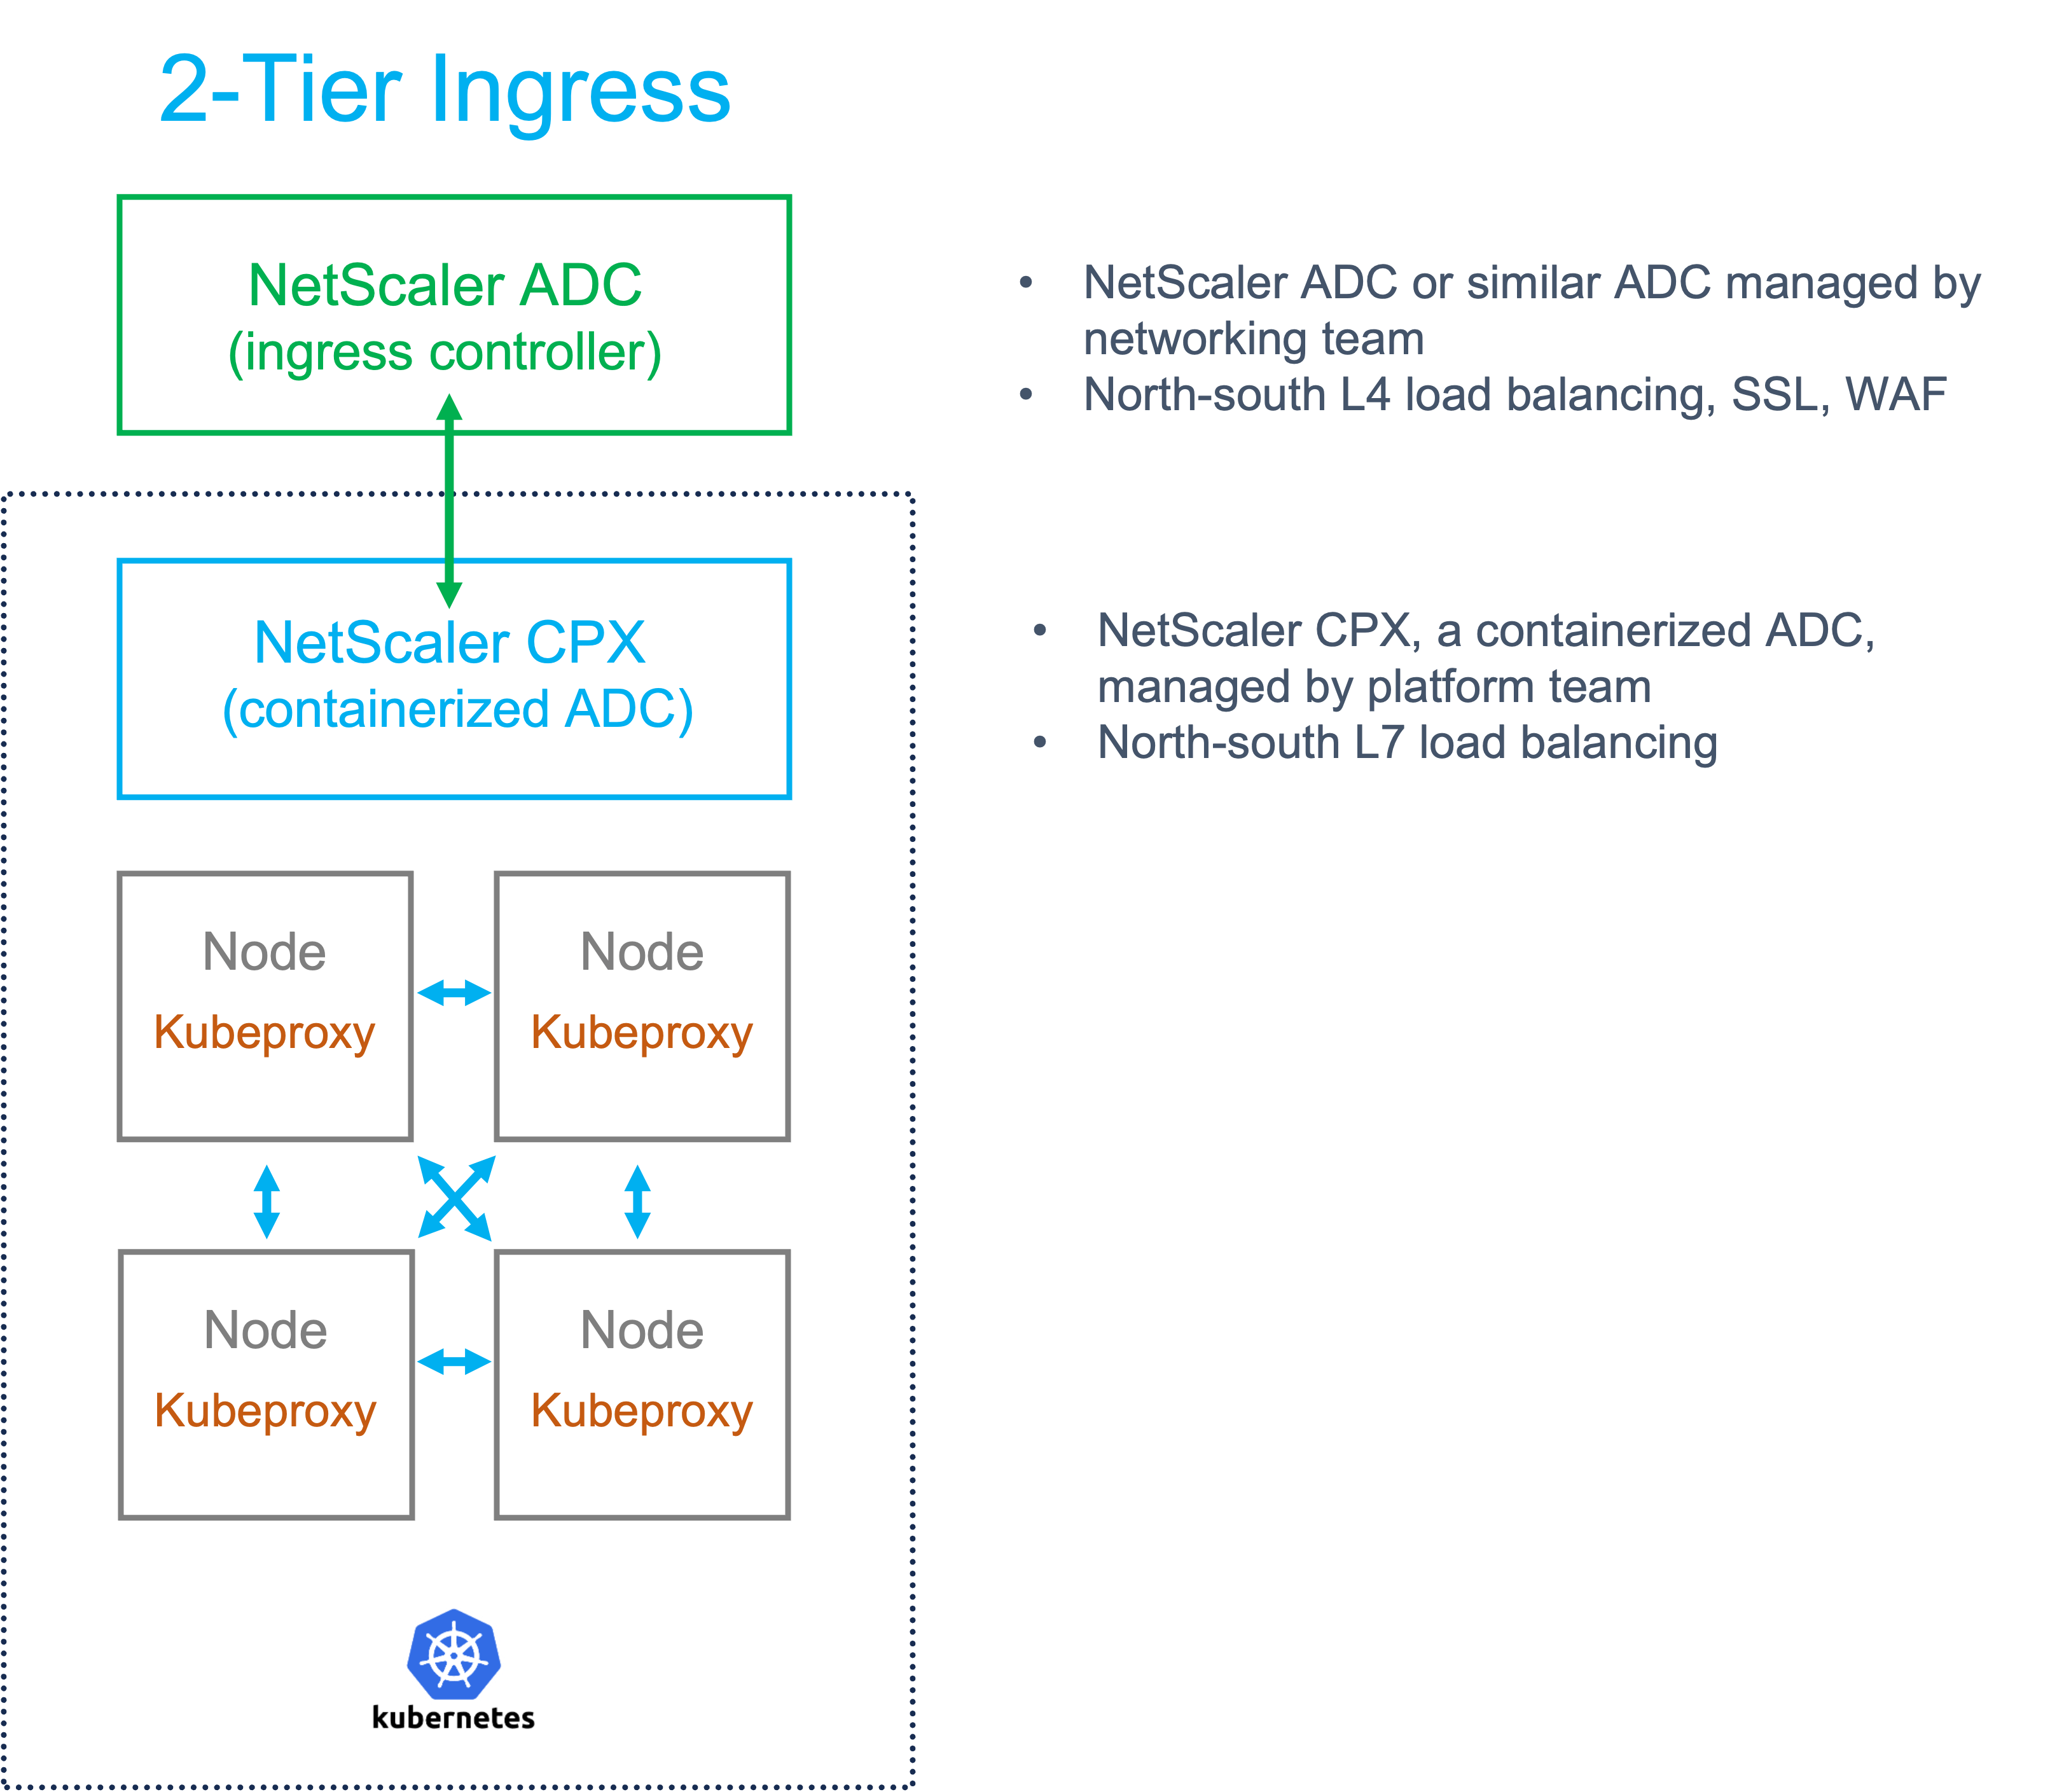 2-Tier Ingress
NetScaler ADC
(ingress controller)
• NetScaler ADC or similar ADC managed by
networking team
• North-south L4 load balancing, SSL, WAF
NetScaler CPX
(containerized ADC)
• NetScaler CPX, a containerized ADC,
managed by platform team
• North-south L7 load balancing
Node
Kubeproxy
Node
Kubeproxy
Node
Kubeproxy
Node
Kubeproxy
kubernetes